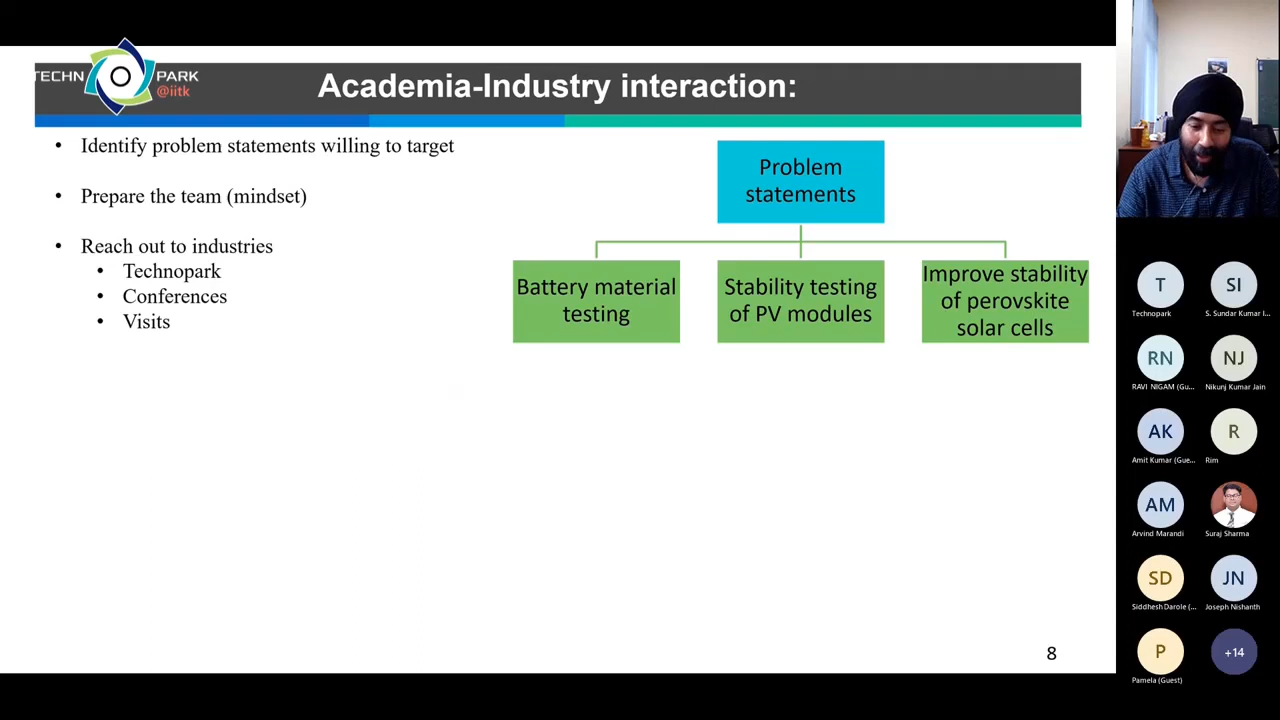 TECHN PARK
@iitk
Academia-Industry interaction:
• Identify problem statements willing to target
• Prepare the team (mindset)
• Reach out to industries
• Technopark
• Conferences
• Visits
Problem
statements
Battery material
testing
Stability testing
of PV modules
Improve stability
of perovskite
solar cells
8
T
Technopark
SI
S. Sundar Kumar I...
RN
RAVI NIGAM (Gu...
NJ
Nikunj Kumar Jain
AK
Amit Kumar (Gue...
R
Rim
AM
Arvind Marandi
Suraj Sharma
SD
Siddhesh Darole (...
JN
Joseph Nishanth
P
Pamela (Guest)
+14